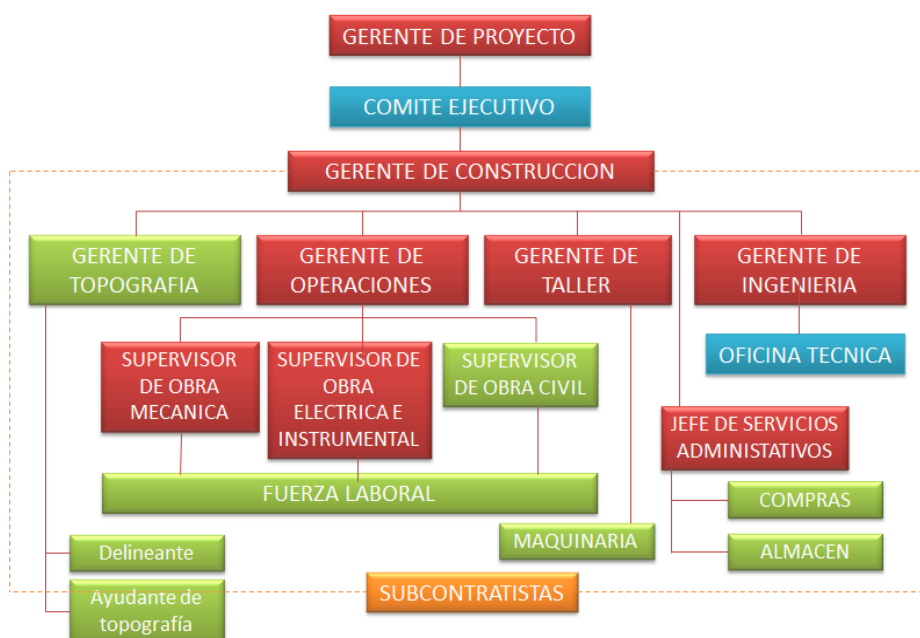 GERENTE DE PROYECTO
COMITE EJECUTIVO
GERENTE DE CONSTRUCCION
GERENTE DE
TOPOGRAFIA
GERENTE DE
OPERACIONES
GERENTE DE
TALLER
GERENTE DE
INGENIERIA
SUPERVISOR
DE OBRA
MECANICA
SUPERVISOR DE
OBRA
ELECTRICA E
INSTRUMENTAL
SUPERVISOR
DE OBRA CIVIL
OFICINA TECNICA
JEFE DE SERVICIOS
ADMINISTATIVOS
FUERZA LABORAL
COMPRAS
MAQUINARIA
ALMACEN
Delineante
Ayudante de
topografía
SUBCONTRATISTAS